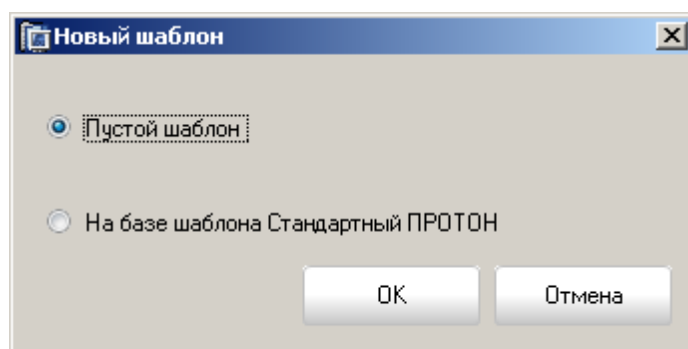 Новый шаблон
Пустой шаблон
На базе шаблона Стандартный ПРОТОН
OK
Отмена